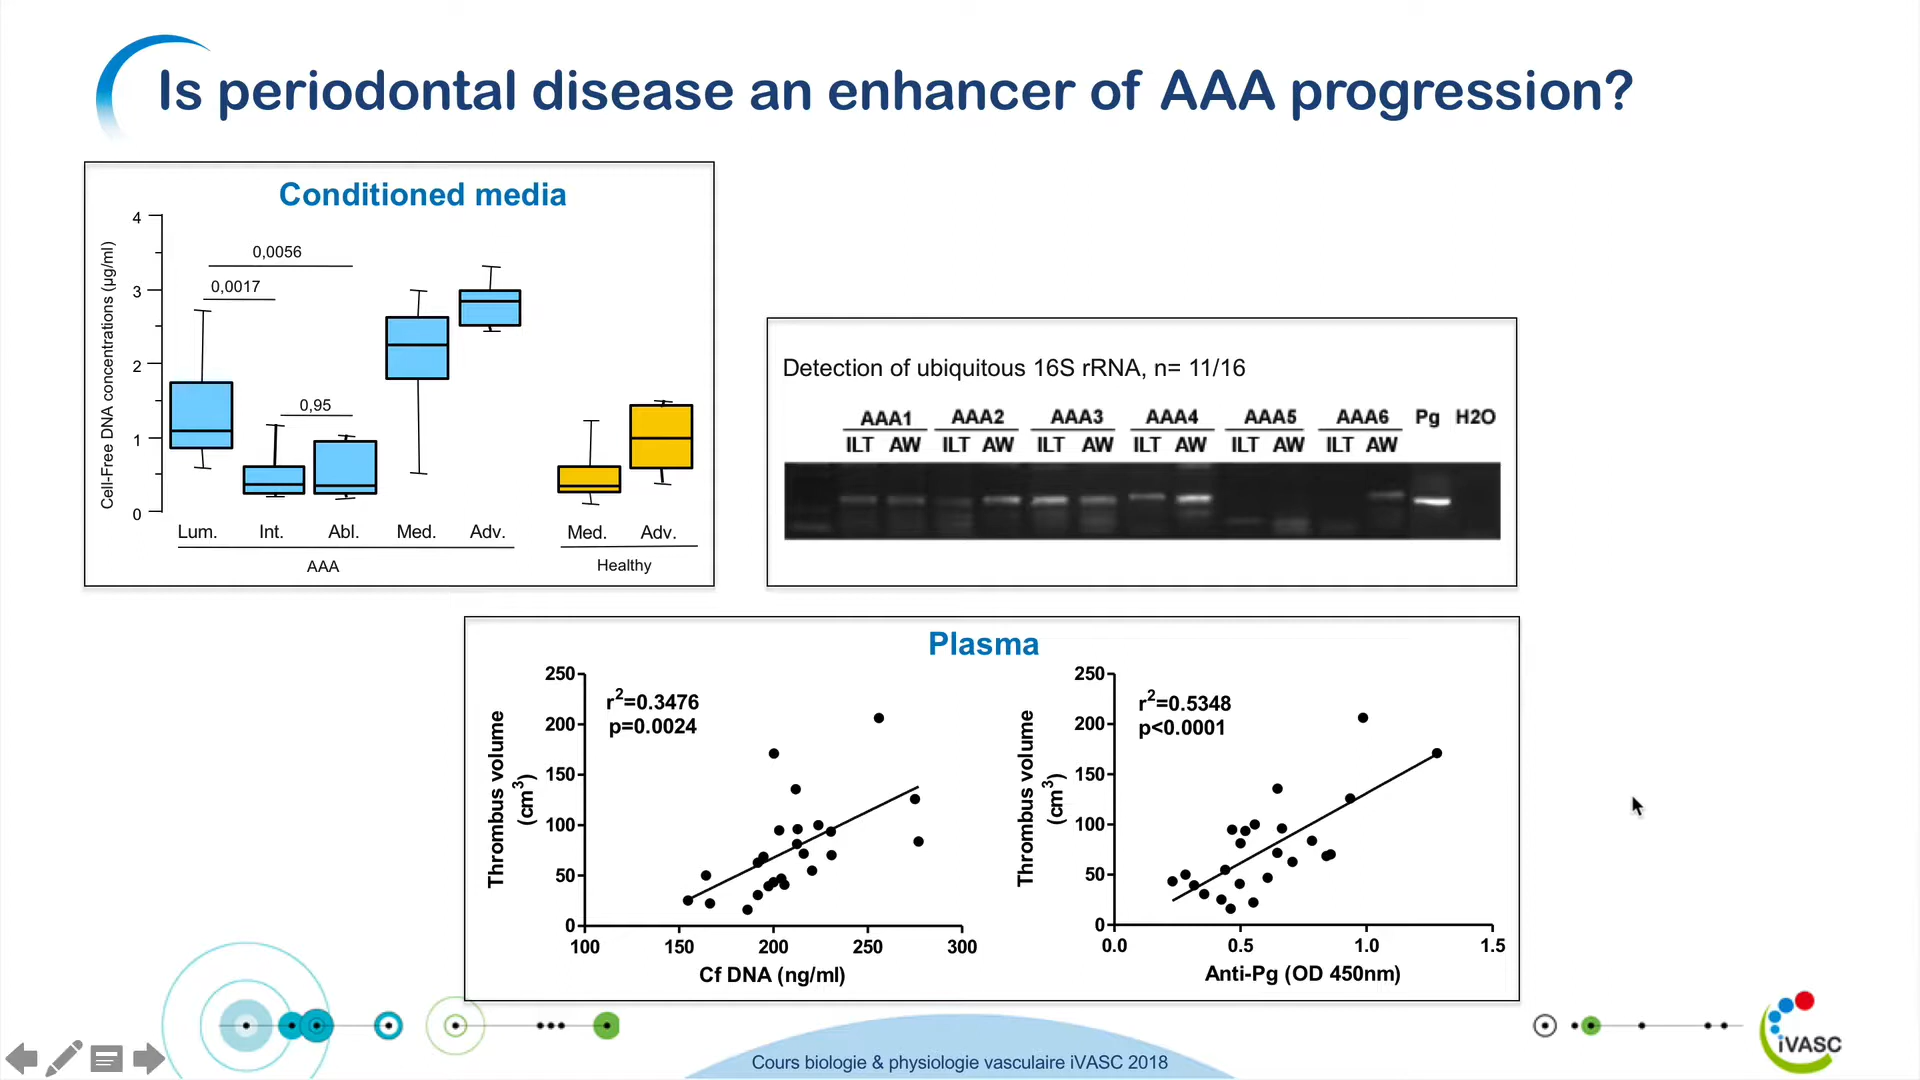 Is periodontal disease an enhancer of AAA progression?
Conditioned media
Cell-Free DNA concentrations (µg/ml)
4
3
2
1
0
0,0056
0,0017
0,95
Lum. Int. Abl. Med. Adv. Med. Adv.
AAA Healthy
Detection of ubiquitous 16S rRNA, n= 11/16
AAA1 AAA2 AAA3 AAA4 AAA5 AAA6 Pg H2O
ILT AW ILT AW ILT AW ILT AW ILT AW ILT AW
Plasma
Thrombus volume
(cm³)
250
200
150
100
50
0
r²=0.3476
p=0.0024
100 150 200 250 300
Cf DNA (ng/ml)
Thrombus volume
(cm³)
250
200
150
100
50
0
r²=0.5348
p<0.0001
0.0 0.5 1.0 1.5
Anti-Pg (OD 450nm)
Cours biologie & physiologie vasculaire iVASC 2018
iVASC